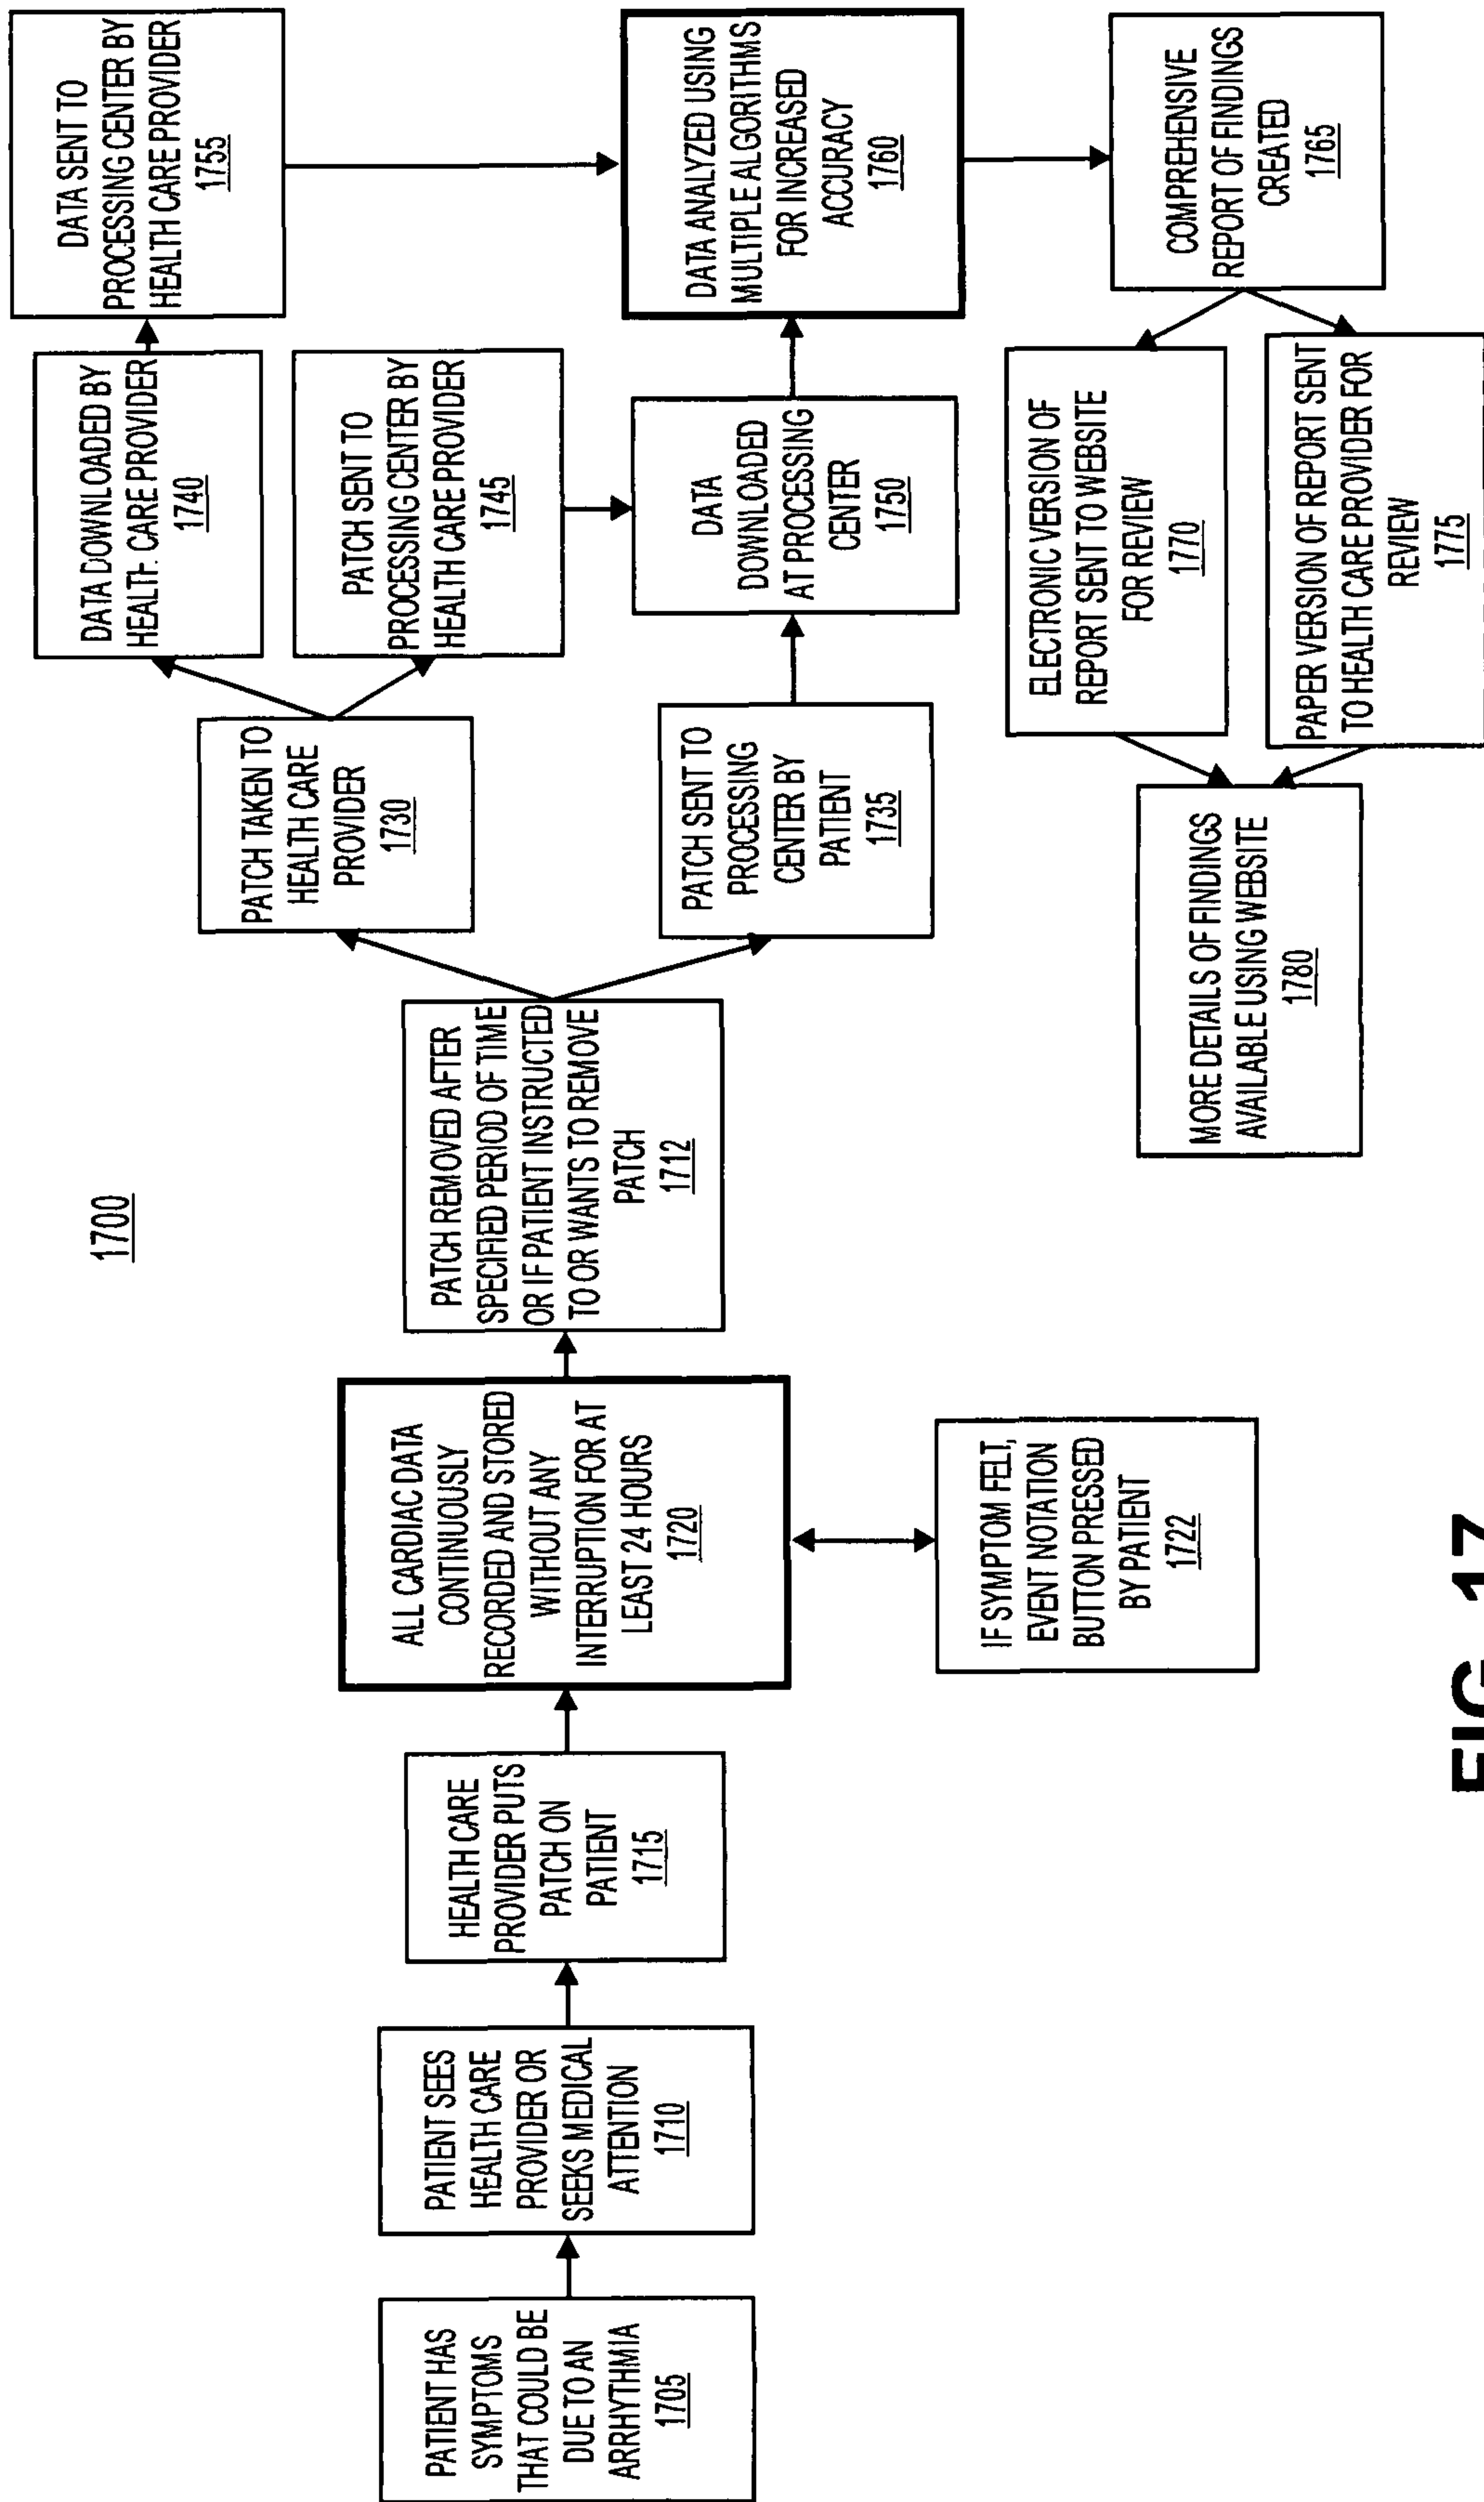 1700
PATIENT HAS
SYMPTOMS
THAT COULD BE
DUE TO AN
ARRHYTHMIA
1705
PATIENT SEES
HEALTH CARE
PROVIDER OR
SEEKS MEDICAL
ATTENTION
1710
HEALTH CARE
PROVIDER PUTS
PATCH ON
PATIENT
1715
ALL CARDIAC DATA
CONTINUOUSLY
RECORDED AND STORED
WITHOUT ANY
INTERRUPTION FOR AT
LEAST 24 HOURS
1720
IF SYMPTOM FELT,
EVENT NOTATION
BUTTON PRESSED
BY PATIENT
1722
PATCH REMOVED AFTER
SPECIFIED PERIOD OF TIME
OR IF PATIENT INSTRUCTED
TO OR WANTS TO REMOVE
PATCH
1712
PATCH TAKEN TO
HEALTH CARE
PROVIDER
1730
PATCH SENT TO
PROCESSING
CENTER BY
PATIENT
1735
DATA DOWNLOADED BY
HEALTH. CARE PROVIDER
1740
PATCH SENT TO
PROCESSING CENTER BY
HEALTH CARE PROVIDER
1745
DATA
DOWNLOADED
AT PROCESSING
CENTER
1750
DATA SENT TO
PROCESSING CENTER BY
HEALTH CARE PROVIDER
1755
DATA ANALYZED USING
MULTIPLE ALGORITHMS
FOR INCREASED
ACCURACY
1760
COMPREHENSIVE
REPORT OF FINDINGS
CREATED
1765
ELECTRONIC VERSION OF
REPORT SENT TO WEBSITE
FOR REVIEW
1770
PAPER VERSION OF REPORT SENT
TO HEALTH CARE PROVIDER FOR
REVIEW
1775
MORE DETAILS OF FINDINGS
AVAILABLE USING WEBSITE
1780
FIG. 17